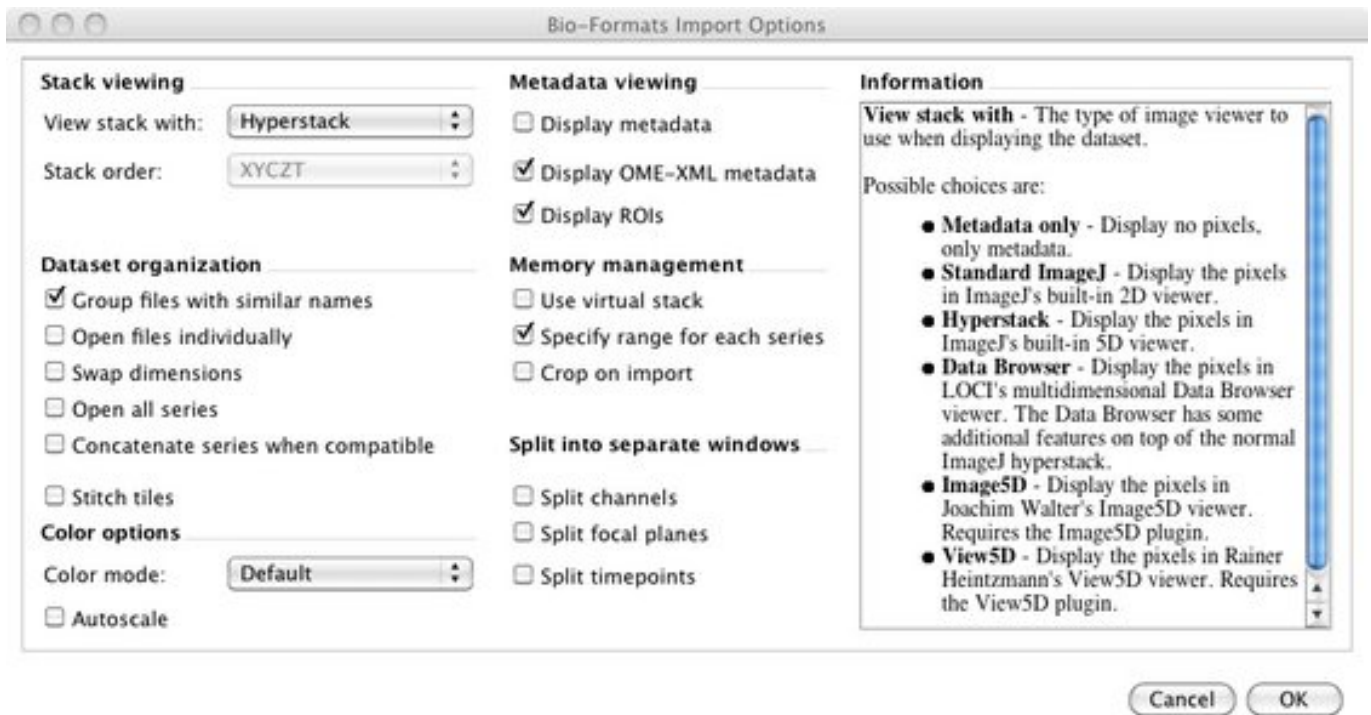 Bio-Formats Import Options
Stack viewing
View stack with: Hyperstack
Stack order: XYCZT
Dataset organization
Group files with similar names
Open files individually
Swap dimensions
Open all series
Concatenate series when compatible
Stitch tiles
Color options
Color mode: Default
Autoscale
Metadata viewing
Display metadata
Display OME-XML metadata
Display ROIs
Memory management
Use virtual stack
Specify range for each series
Crop on import
Split into separate windows
Split channels
Split focal planes
Split timepoints
Information
View stack with - The type of image viewer to
use when displaying the dataset.
Possible choices are:
● Metadata only - Display no pixels,
only metadata.
● Standard ImageJ - Display the pixels
in ImageJ's built-in 2D viewer.
● Hyperstack - Display the pixels in
ImageJ's built-in 5D viewer.
● Data Browser - Display the pixels in
LOCI's multidimensional Data Browser
viewer. The Data Browser has some
additional features on top of the normal
ImageJ hyperstack.
● Image5D - Display the pixels in
Joachim Walter's Image5D viewer.
Requires the Image5D plugin.
● View5D - Display the pixels in Rainer
Heintzmann's View5D viewer. Requires
the View5D plugin.
Cancel
OK